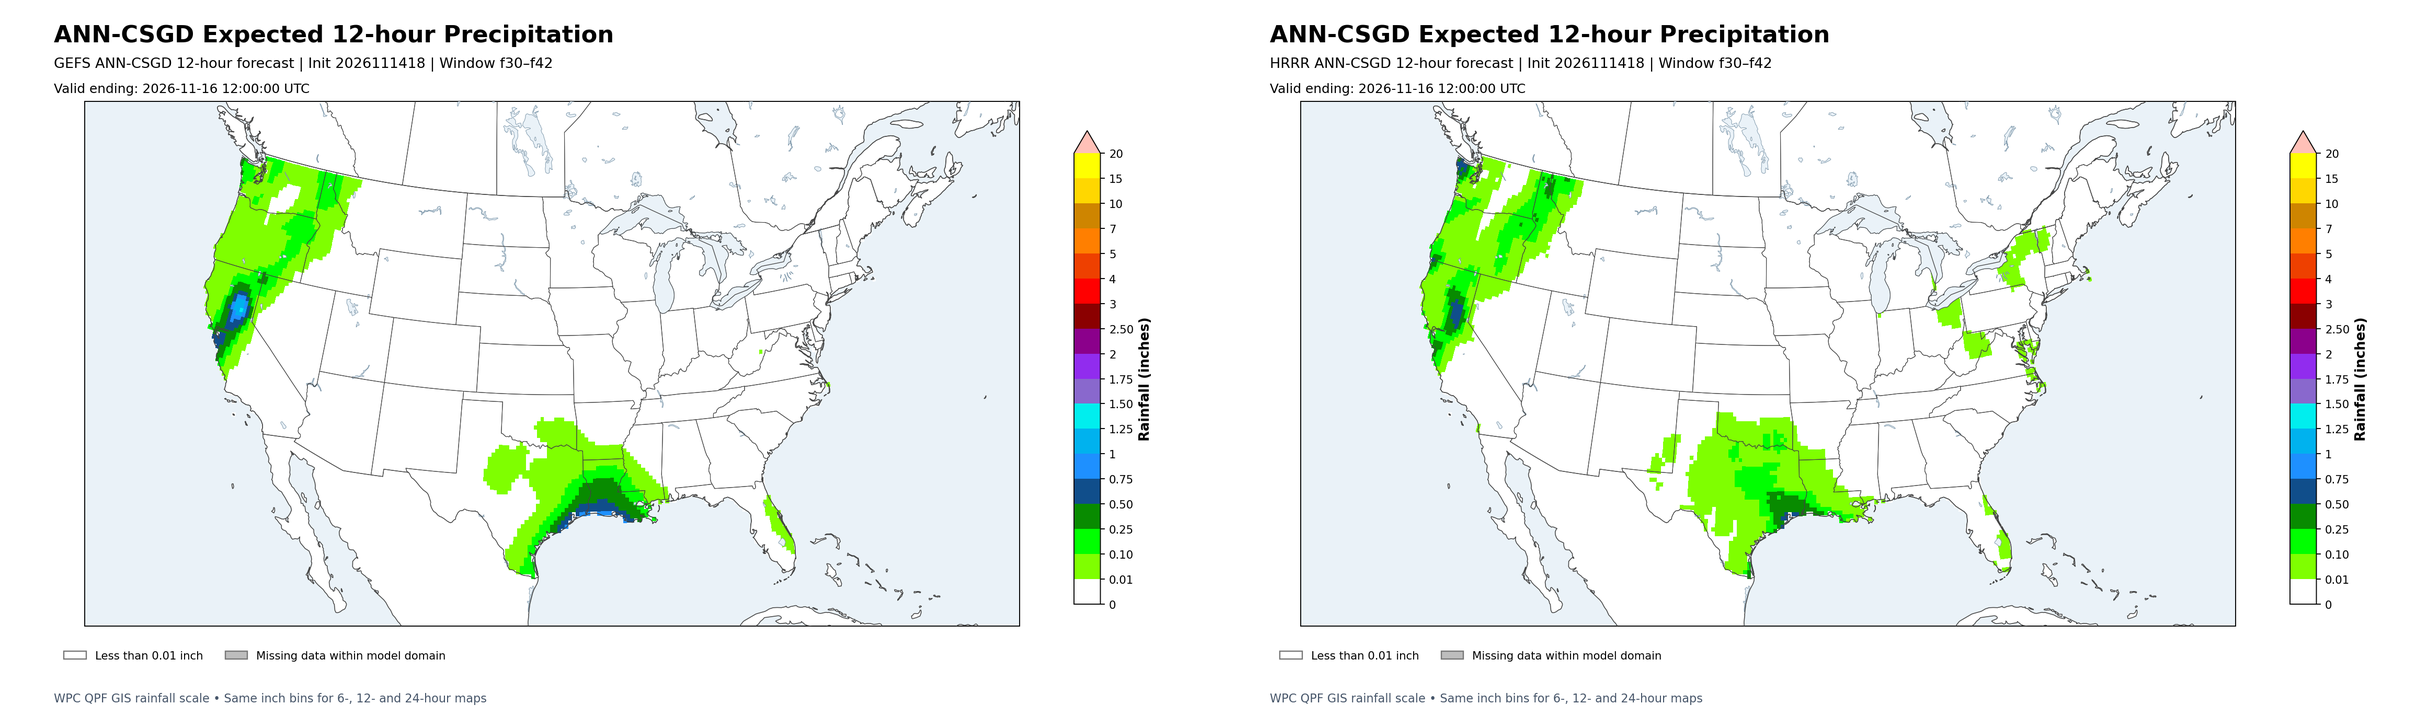 ANN-CSGD Expected 12-hour Precipitation
GEFS ANN-CSGD 12-hour forecast | Init 2026111418 | Window f30–f42
Valid ending: 2026-11-16 12:00:00 UTC
20
15
10
7
5
4
3
2.50
2
1.75
1.50
1.25
1
0.75
0.50
0.25
0.10
0.01
0
Rainfall (inches)
Less than 0.01 inch
Missing data within model domain
WPC QPF GIS rainfall scale • Same inch bins for 6-, 12- and 24-hour maps
ANN-CSGD Expected 12-hour Precipitation
HRRR ANN-CSGD 12-hour forecast | Init 2026111418 | Window f30–f42
Valid ending: 2026-11-16 12:00:00 UTC
20
15
10
7
5
4
3
2.50
2
1.75
1.50
1.25
1
0.75
0.50
0.25
0.10
0.01
0
Rainfall (inches)
Less than 0.01 inch
Missing data within model domain
WPC QPF GIS rainfall scale • Same inch bins for 6-, 12- and 24-hour maps